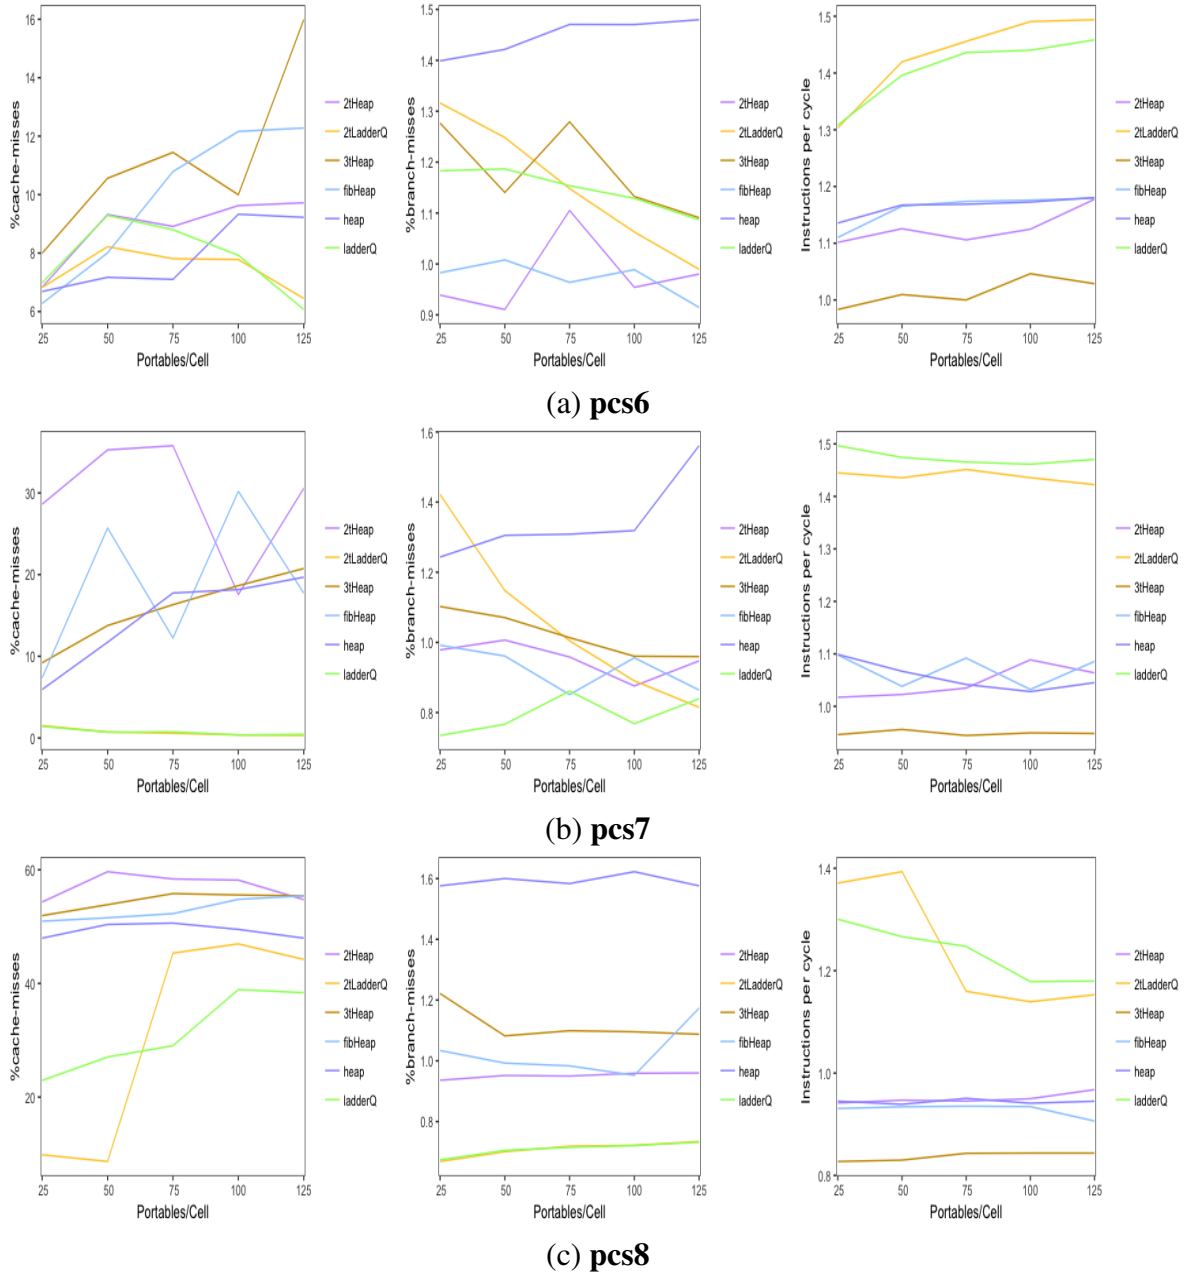 %cache-misses
16
14
12
10
8
6
25 50 75 100 125
Portables/Cell
2tHeap
2tLadderQ
3tHeap
fibHeap
heap
ladderQ
%branch-misses
1.5
1.4
1.3
1.2
1.1
1.0
0.9
25 50 75 100 125
Portables/Cell
2tHeap
2tLadderQ
3tHeap
fibHeap
heap
ladderQ
Instructions per cycle
1.5
1.4
1.3
1.2
1.1
1.0
25 50 75 100 125
Portables/Cell
2tHeap
2tLadderQ
3tHeap
fibHeap
heap
ladderQ
(a) pcs6
%cache-misses
30
20
10
0
25 50 75 100 125
Portables/Cell
2tHeap
2tLadderQ
3tHeap
fibHeap
heap
ladderQ
%branch-misses
1.6
1.4
1.2
1.0
0.8
25 50 75 100 125
Portables/Cell
2tHeap
2tLadderQ
3tHeap
fibHeap
heap
ladderQ
Instructions per cycle
1.5
1.4
1.3
1.2
1.1
1.0
25 50 75 100 125
Portables/Cell
2tHeap
2tLadderQ
3tHeap
fibHeap
heap
ladderQ
(b) pcs7
%cache-misses
60
40
20
25 50 75 100 125
Portables/Cell
2tHeap
2tLadderQ
3tHeap
fibHeap
heap
ladderQ
%branch-misses
1.6
1.4
1.2
1.0
0.8
25 50 75 100 125
Portables/Cell
2tHeap
2tLadderQ
3tHeap
fibHeap
heap
ladderQ
Instructions per cycle
1.4
1.2
1.0
0.8
25 50 75 100 125
Portables/Cell
2tHeap
2tLadderQ
3tHeap
fibHeap
heap
ladderQ
(c) pcs8